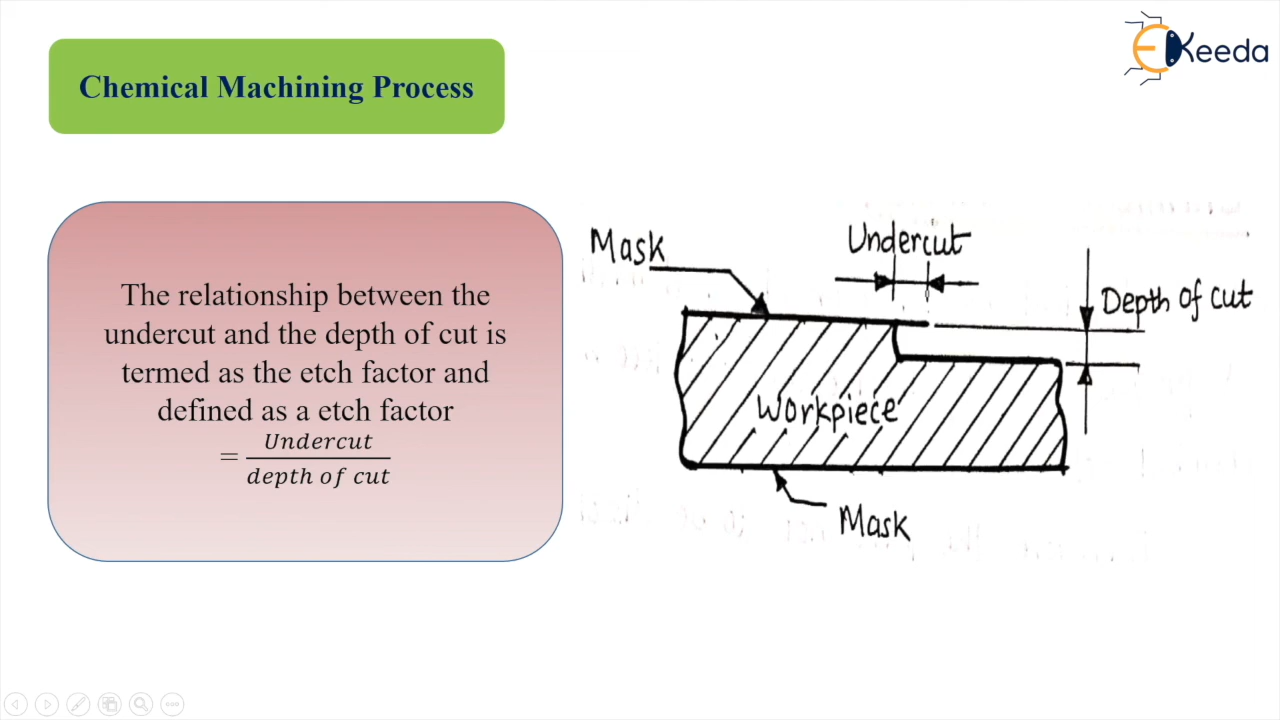 Chemical Machining Process
EKeeda
The relationship between the
undercut and the depth of cut is
termed as the etch factor and
defined as a etch factor
= Undercut
depth of cut
Mask
Undercut
Depth of cut
Workpiece
Mask